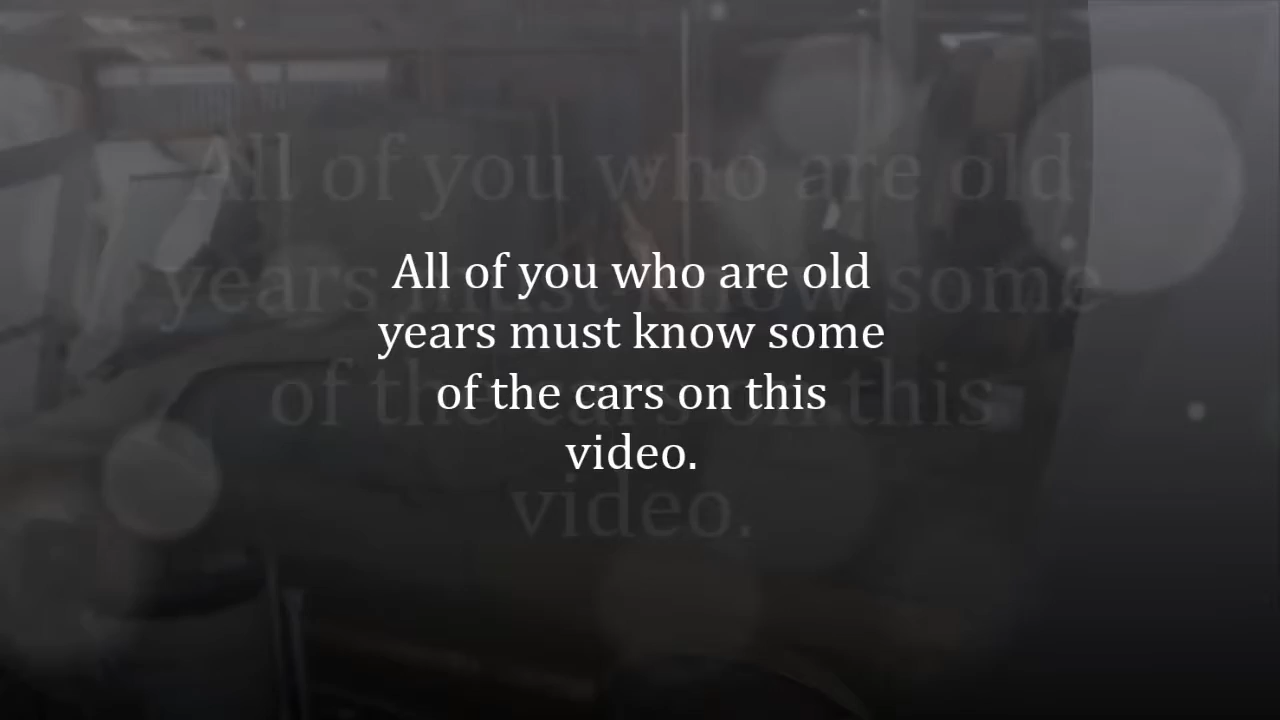 All of you who are old
years must know some
of the cars on this
video.